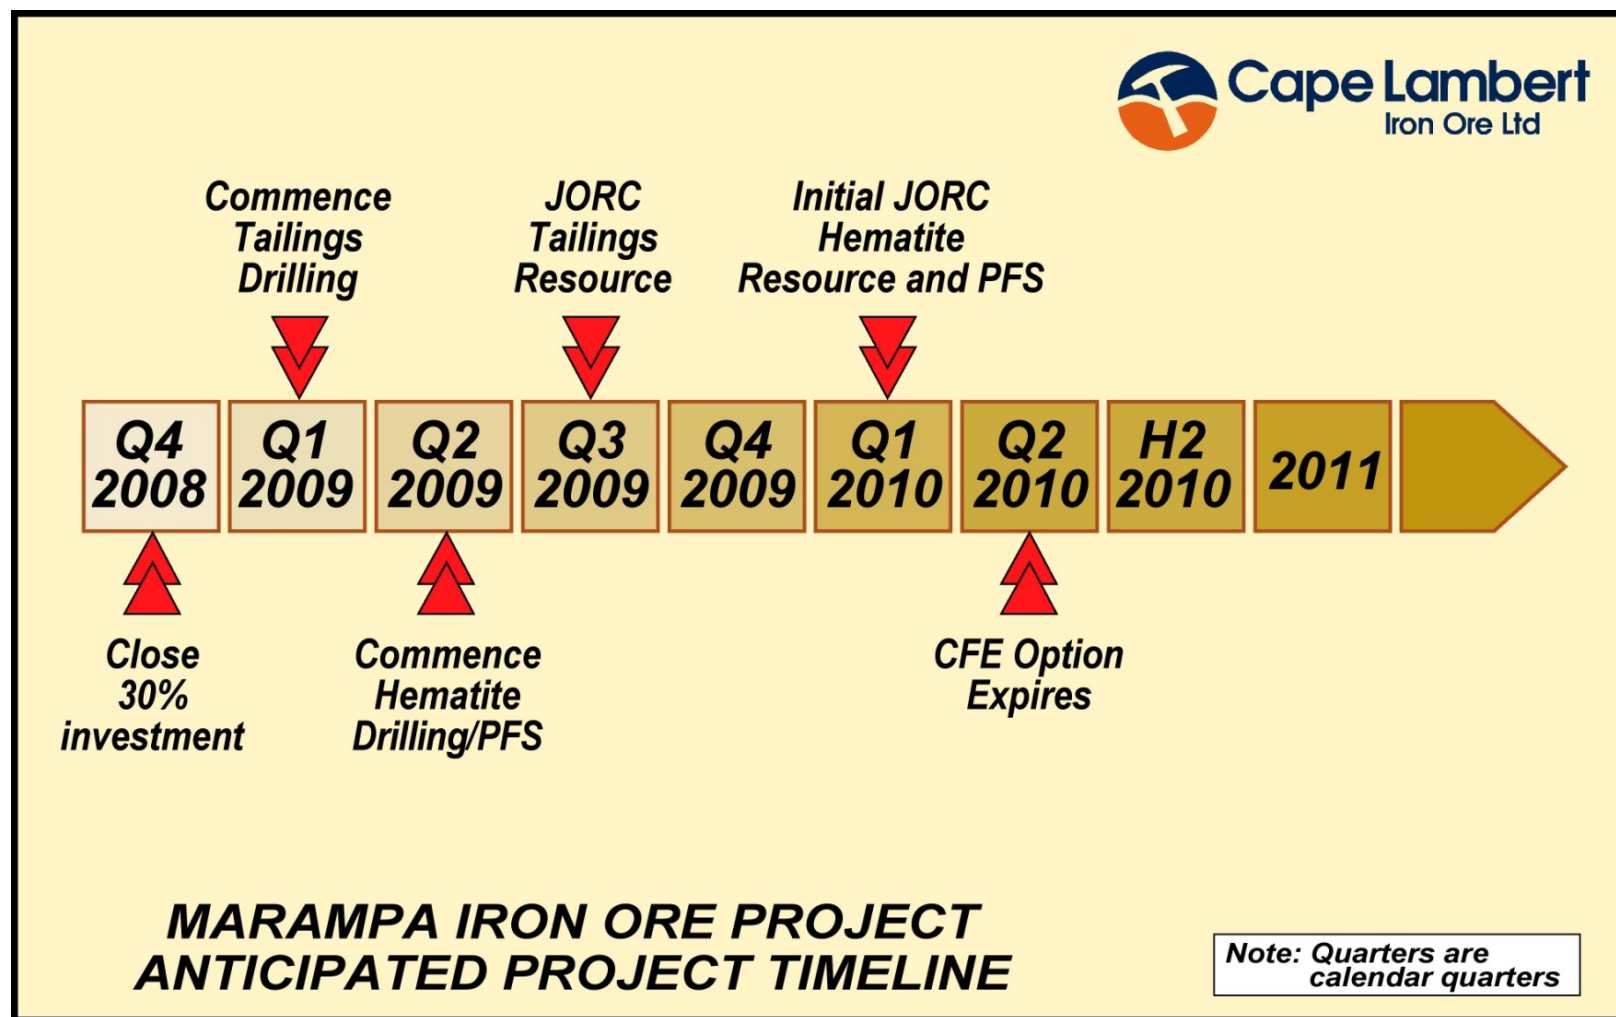 Cape Lambert
Iron Ore Ltd
Commence
Tailings
Drilling
JORC
Tailings
Resource
Initial JORC
Hematite
Resource and PFS
Q4
2008
Q1
2009
Q2
2009
Q3
2009
Q4
2009
Q1
2010
Q2
2010
H2
2010
2011
Close
30%
investment
Commence
Hematite
Drilling/PFS
CFE Option
Expires
MARAMPA IRON ORE PROJECT
ANTICIPATED PROJECT TIMELINE
Note: Quarters are
calendar quarters